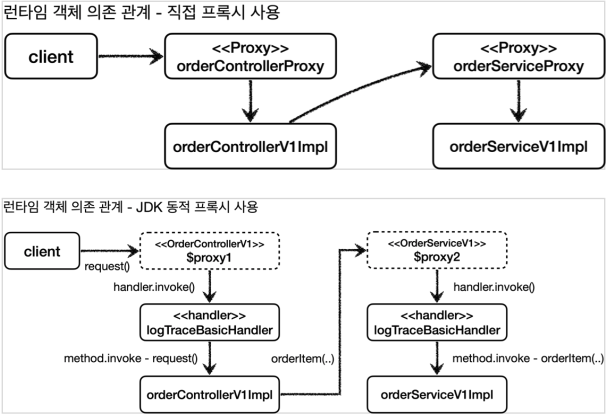 런타임 객체 의존 관계 - 직접 프록시 사용
client
<<Proxy>>
orderControllerProxy
<<Proxy>>
orderServiceProxy
orderControllerV1Impl
orderServiceV1Impl
런타임 객체 의존 관계 - JDK 동적 프록시 사용
client
request()
<<OrderControllerV1>>
$proxy1
<<OrderServiceV1>>
$proxy2
handler.invoke()
handler.invoke()
<<handler>>
logTraceBasicHandler
<<handler>>
logTraceBasicHandler
method.invoke - request()
orderItem(..)
method.invoke - orderItem(..)
orderControllerV1Impl
orderServiceV1Impl